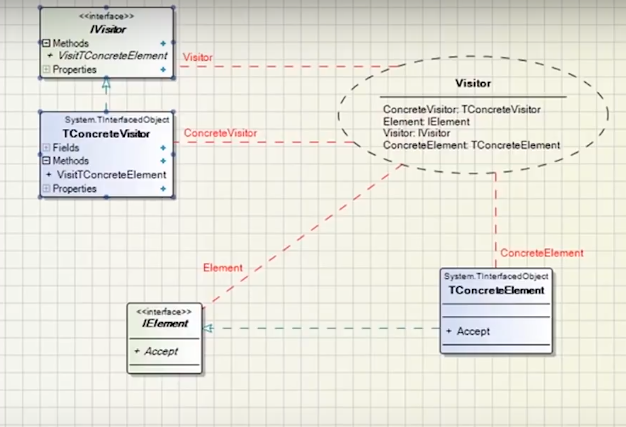 <<interface>>
IVisitor
Methods
+ VisitTConcreteElement
Properties
Visitor
Visitor
ConcreteVisitor: TConcreteVisitor
Element: IElement
Visitor: IVisitor
ConcreteElement: TConcreteElement
System.TInterfacedObject
TConcreteVisitor
Fields
Methods
+ VisitTConcreteElement
Properties
ConcreteVisitor
Element
ConcreteElement
System.TInterfacedObject
TConcreteElement
+ Accept
<<interface>>
IElement
+ Accept